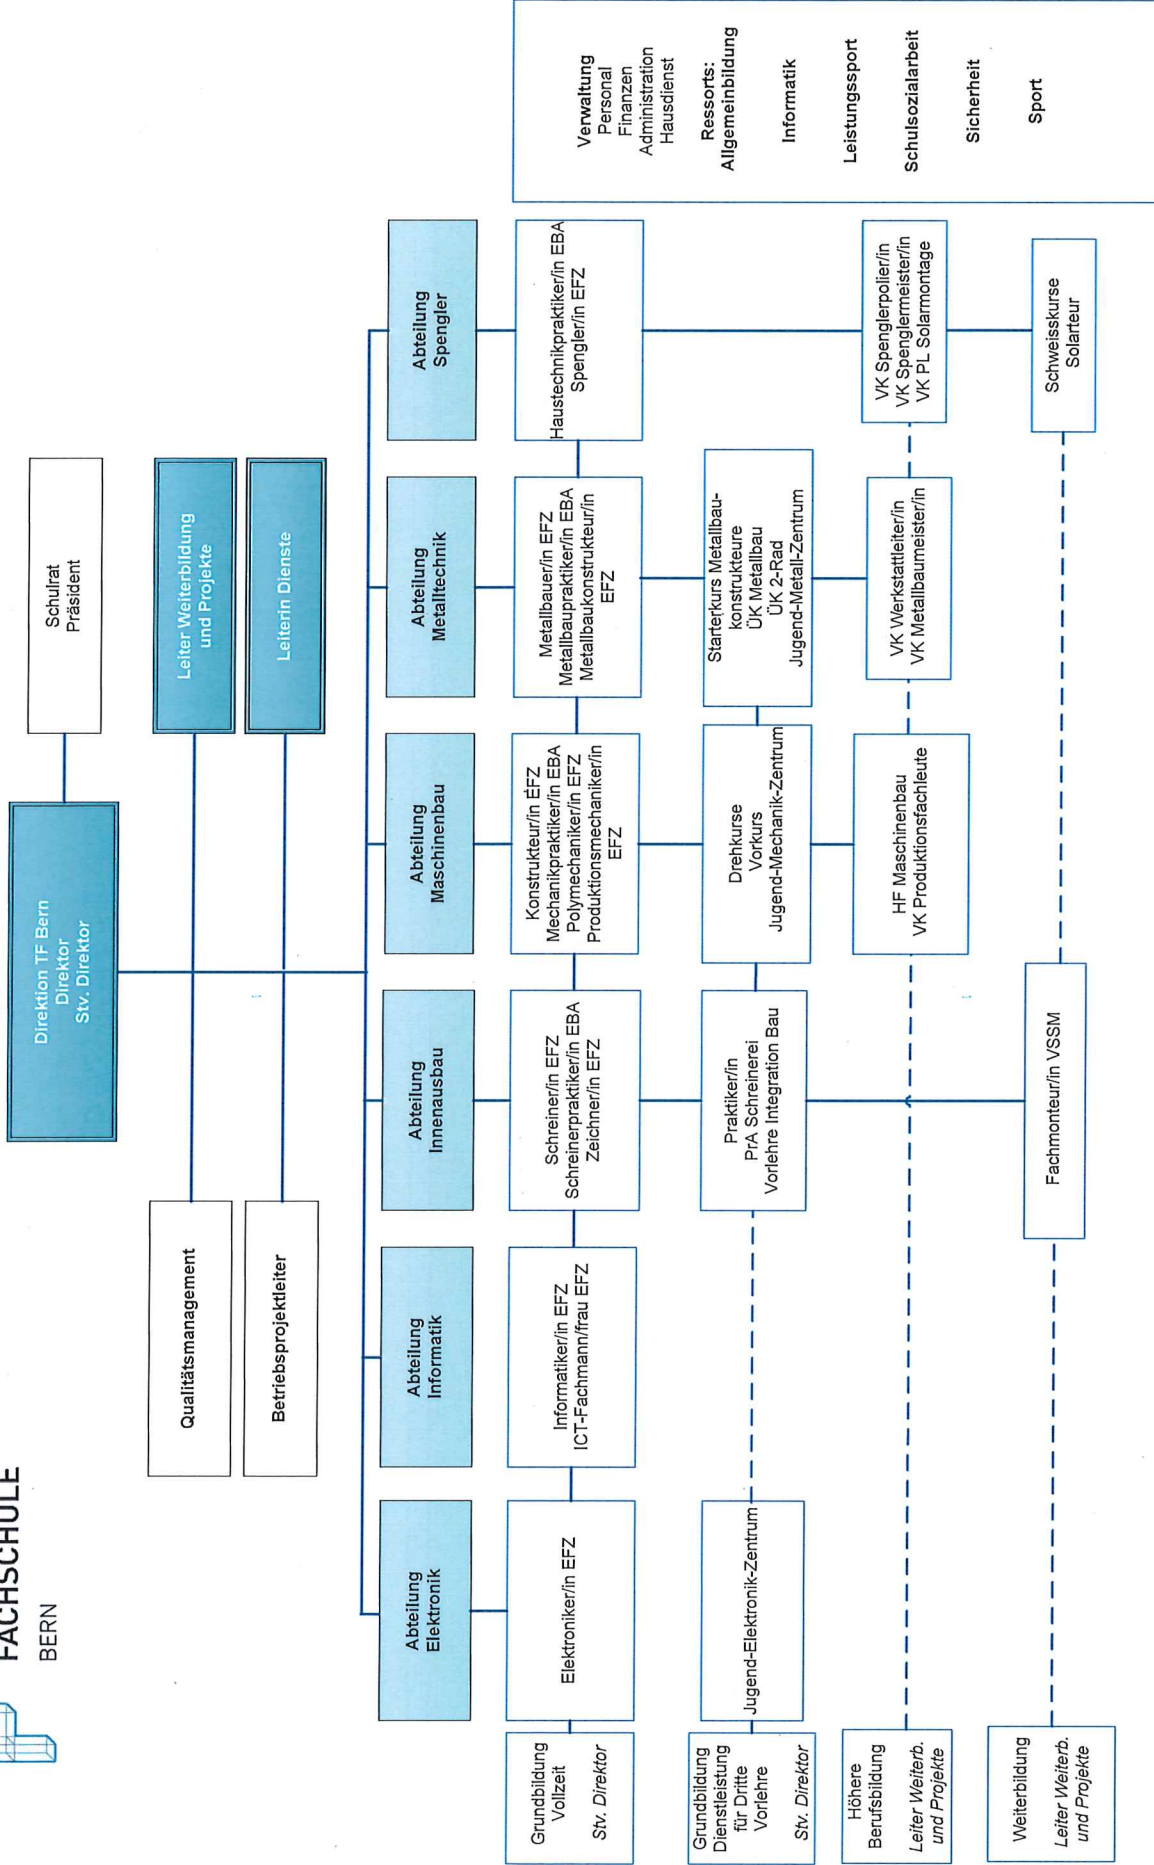 FACHSCHULE
BERN
Direktion TF Bern
Direktor
Stv. Direktor
Schulrat
Präsident
Qualitätsmanagement
Leiter Weiterbildung
und Projekte
Betriebsprojektleiter
Leiterin Dienste
Abteilung
Elektronik
Abteilung
Informatik
Abteilung
Innenausbau
Abteilung
Maschinenbau
Abteilung
Metalltechnik
Abteilung
Spengler
Grundbildung
Vollzeit
Stv. Direktor
Elektroniker/in EFZ
Informatiker/in EFZ
ICT-Fachmann/frau EFZ
Schreiner/in EFZ
Schreinerpraktiker/in EBA
Zeichner/in EFZ
Konstrukteur/in EFZ
Mechanikpraktiker/in EBA
Polymechaniker/in EFZ
Produktionsmechaniker/in
EFZ
Metallbauer/in EFZ
Metallbaupraktiker/in EBA
Metallbaukonstrukteur/in
EFZ
Haustechnikpraktiker/in EBA
Spengler/in EFZ
Grundbildung
Dienstleistung
für Dritte
Vorlehre
Stv. Direktor
Jugend-Elektronik-Zentrum
Praktiker/in
PrA Schreinerei
Vorlehre Integration Bau
Drehkurse
Vorkurs
Jugend-Mechanik-Zentrum
Starterkurs Metallbau-
konstrukteure
ÜK Metallbau
ÜK 2-Rad
Jugend-Metall-Zentrum
Höhere
Berufsbildung
Leiter Weiterb.
und Projekte
HF Maschinenbau
VK Produktionsfachleute
VK Werkstattleiter/in
VK Metallbaumeister/in
VK Spenglerpolier/in
VK Spenglermeister/in
VK PL Solarmontage
Weiterbildung
Leiter Weiterb.
und Projekte
Fachmonteur/in VSSM
Schweisskurse
Solarteur
Verwaltung
Personal
Finanzen
Administration
Hausdienst
Ressorts:
Allgemeinbildung
Informatik
Leistungssport
Schulsozialarbeit
Sicherheit
Sport